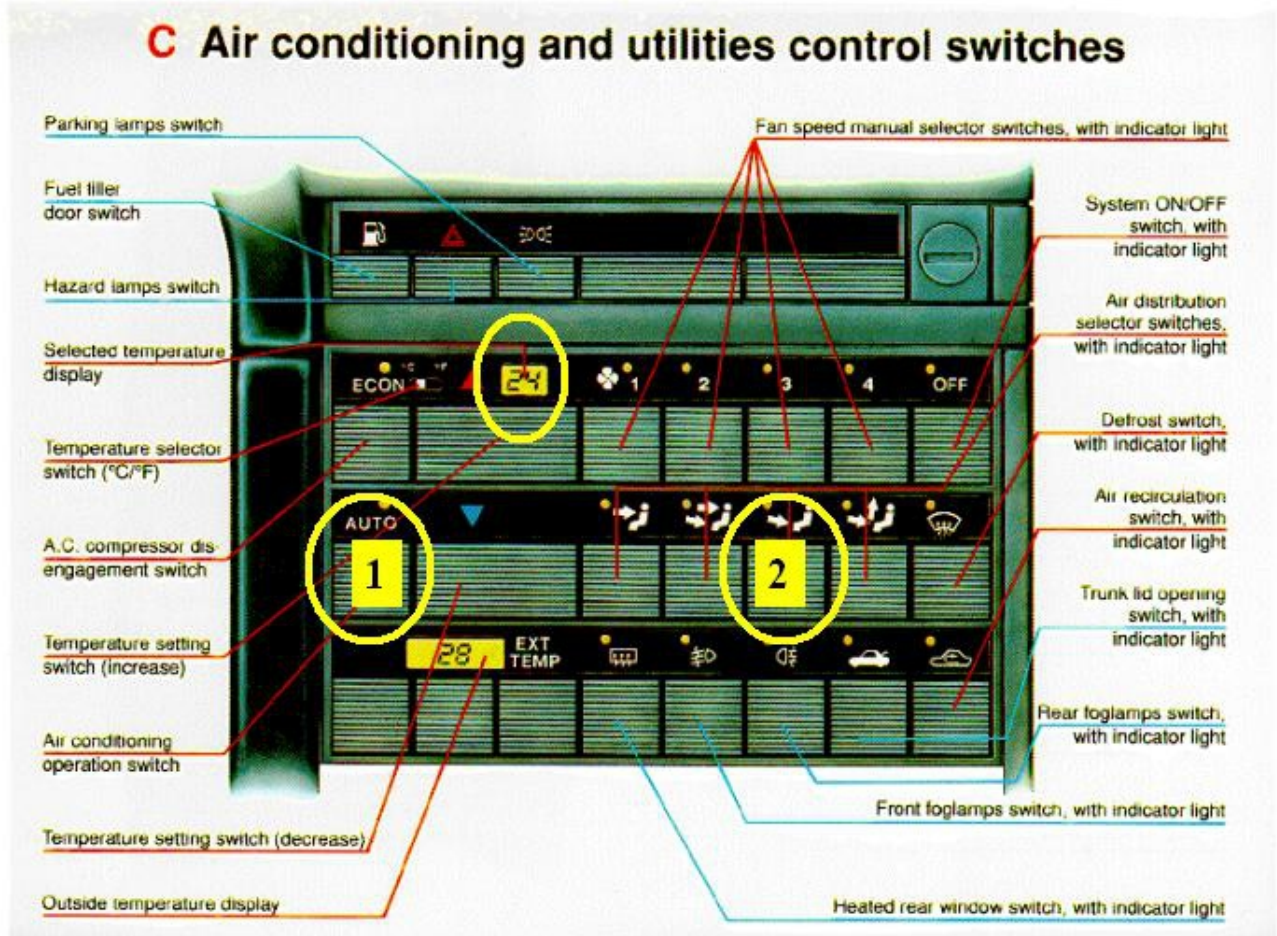 C Air conditioning and utilities control switches
Parking lamps switch
Fan speed manual selector switches, with indicator light
Fuel filler
door switch
System ON/OFF
switch, with
indicator light
Hazard lamps switch
Air distribution
selector switches,
with indicator light
Selected temperature
display
ECON °C °F 24 1 2 3 4 OFF
Temperature selector
switch (°C/°F)
Defrost switch,
with indicator light
AUTO
1 2
Air recirculation
switch, with
indicator light
A.C. compressor dis-
engagement switch
Trunk lid opening
switch, with
indicator light
Temperature setting
switch (increase)
28 EXT
TEMP
Rear foglamps switch,
with indicator light
Air conditioning
operation switch
Front foglamps switch, with indicator light
Temperature setting switch (decrease)
Outside temperature display
Heated rear window switch, with indicator light